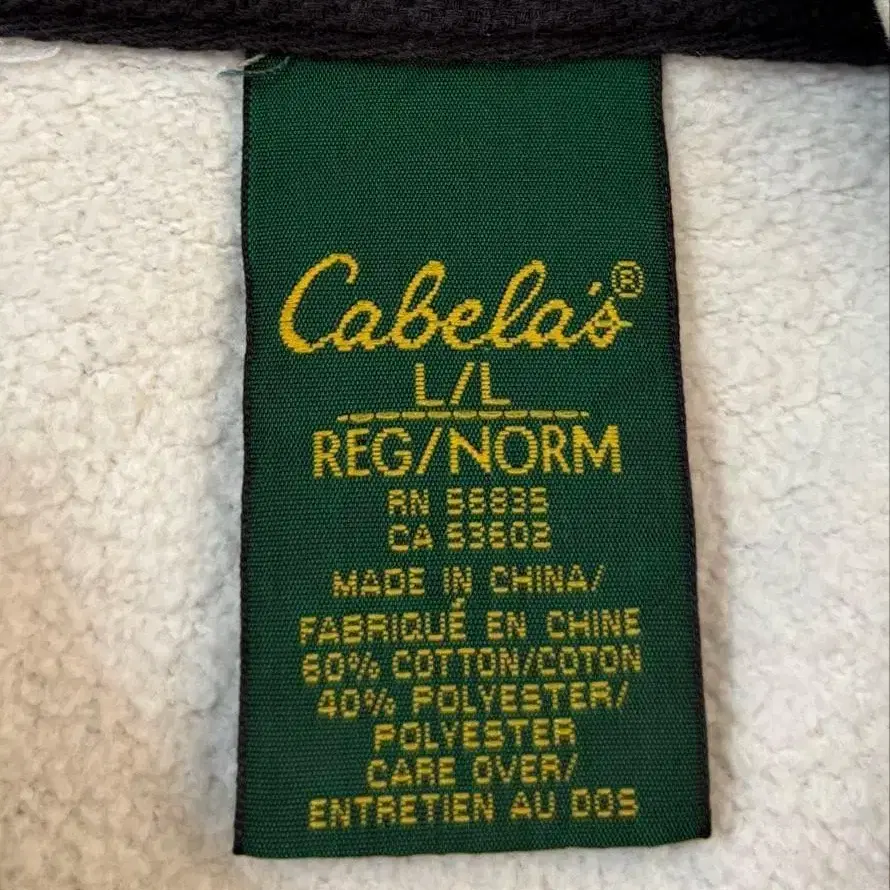 Cabela's®
L/L
REG/NORM
RN 56835
CA 53602
MADE IN CHINA/
FABRIQUÉ EN CHINE
60% COTTON/COTON
40% POLYESTER/
POLYESTER
CARE OVER/
ENTRETIEN AU DOS